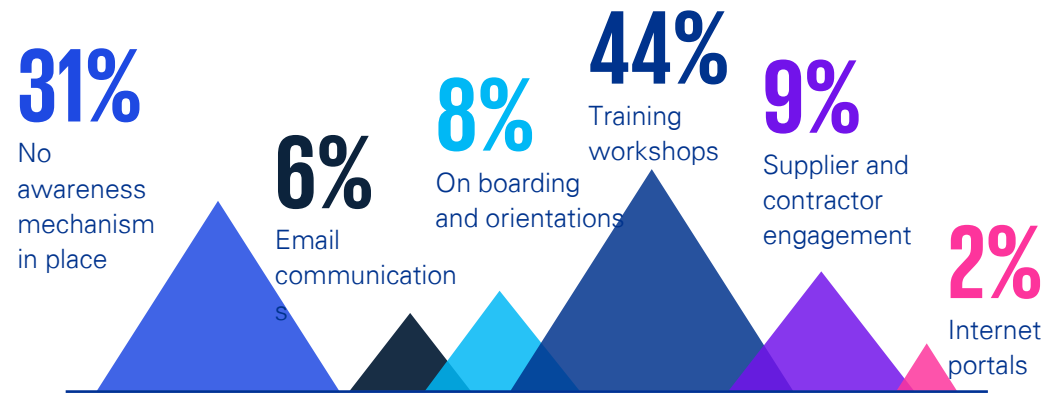 31%
No
awareness
mechanism
in place
6%
Email
communication
s
8%
On boarding
and orientations
44%
Training
workshops
9%
Supplier and
contractor
engagement
2%
Internet
portals